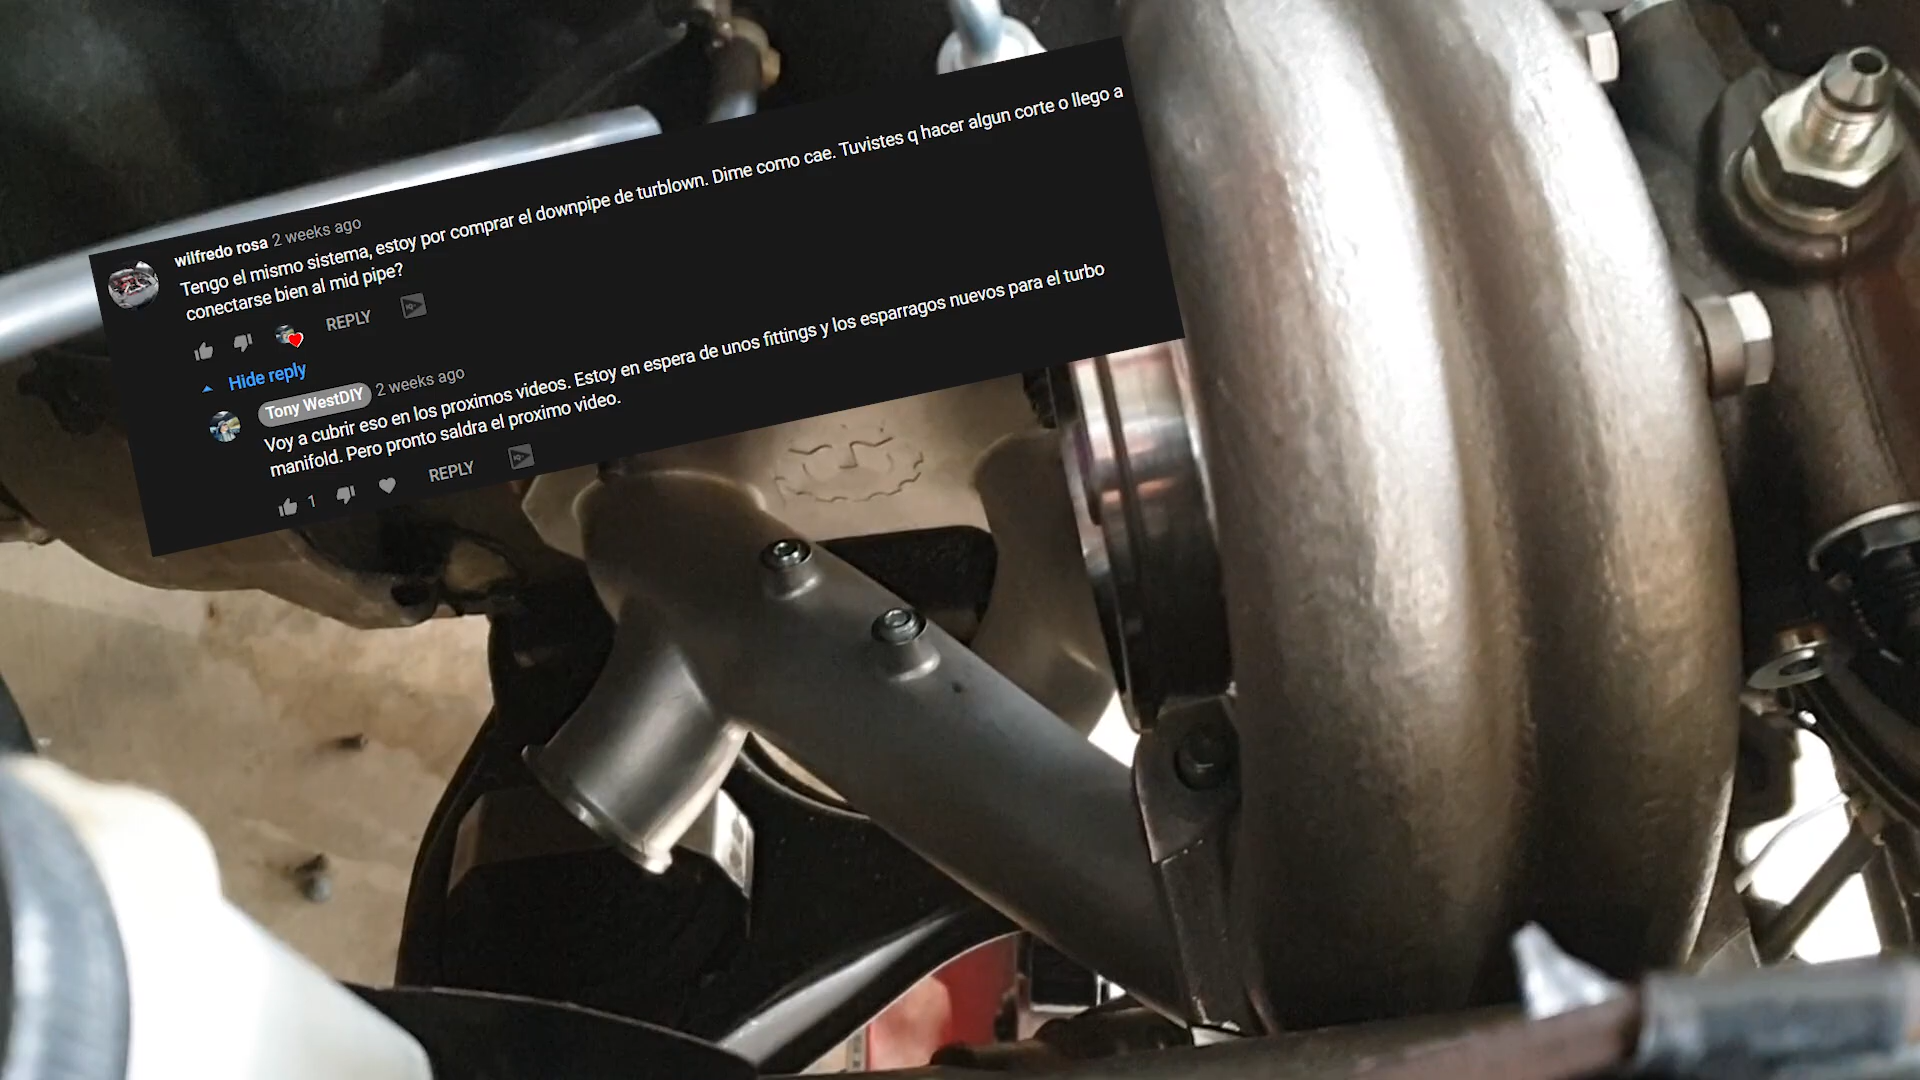 wilfredo rosa 2 weeks ago
Tengo el mismo sistema, estoy por comprar el downpipe de turblown. Dime como cae. Tuvistes q hacer algun corte o llego a
conectarse bien al mid pipe?
REPLY
Hide reply
Tony WestDIY 2 weeks ago
Voy a cubrir eso en los proximos videos. Estoy en espera de unos fittings y los esparragos nuevos para el turbo
manifold. Pero pronto saldra el proximo video.
1 REPLY